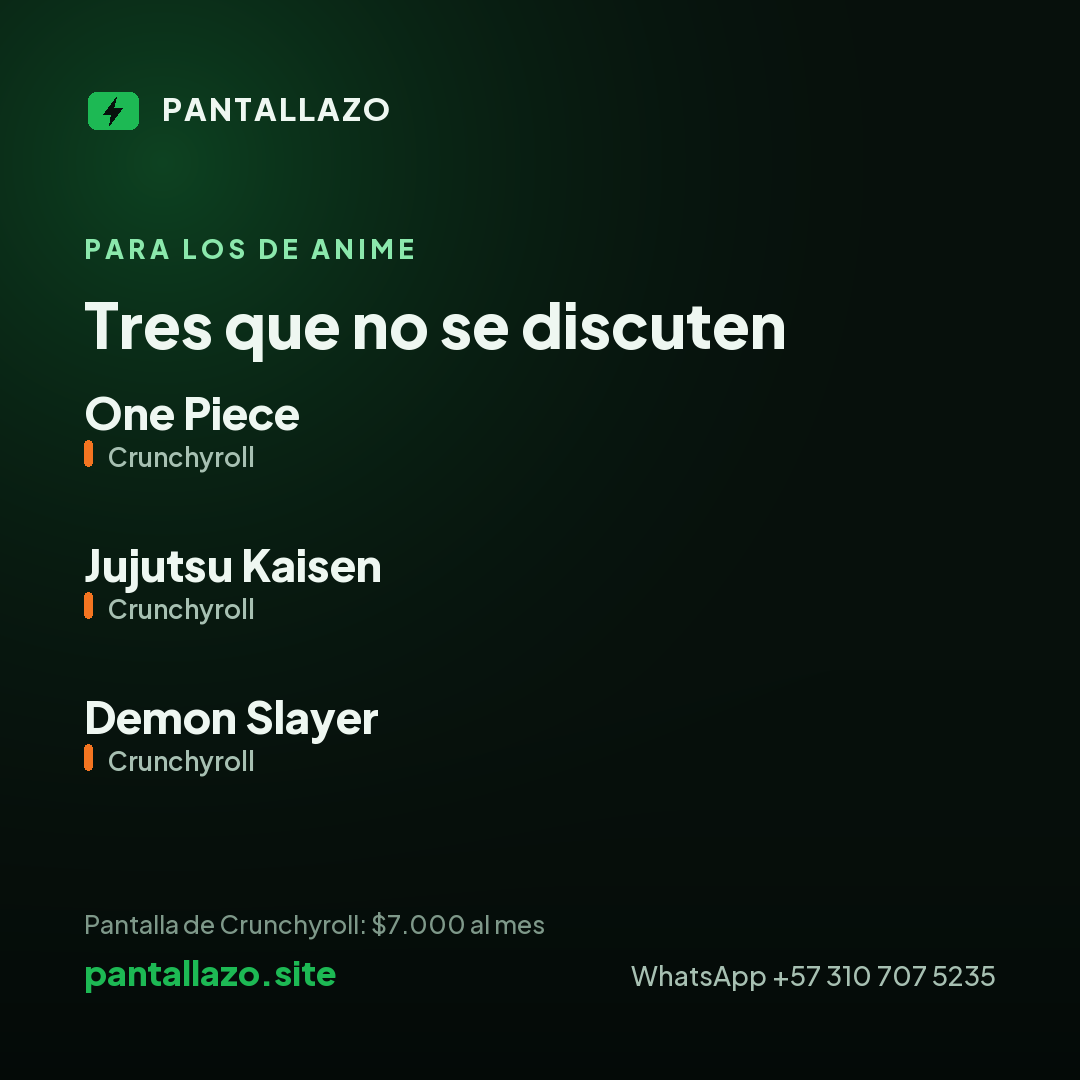 PANTALLAZO
PARA LOS DE ANIME
Tres que no se discuten
One Piece
Crunchyroll
Jujutsu Kaisen
Crunchyroll
Demon Slayer
Crunchyroll
Pantalla de Crunchyroll: $7.000 al mes
pantallazo.site
WhatsApp +57 310 707 5235